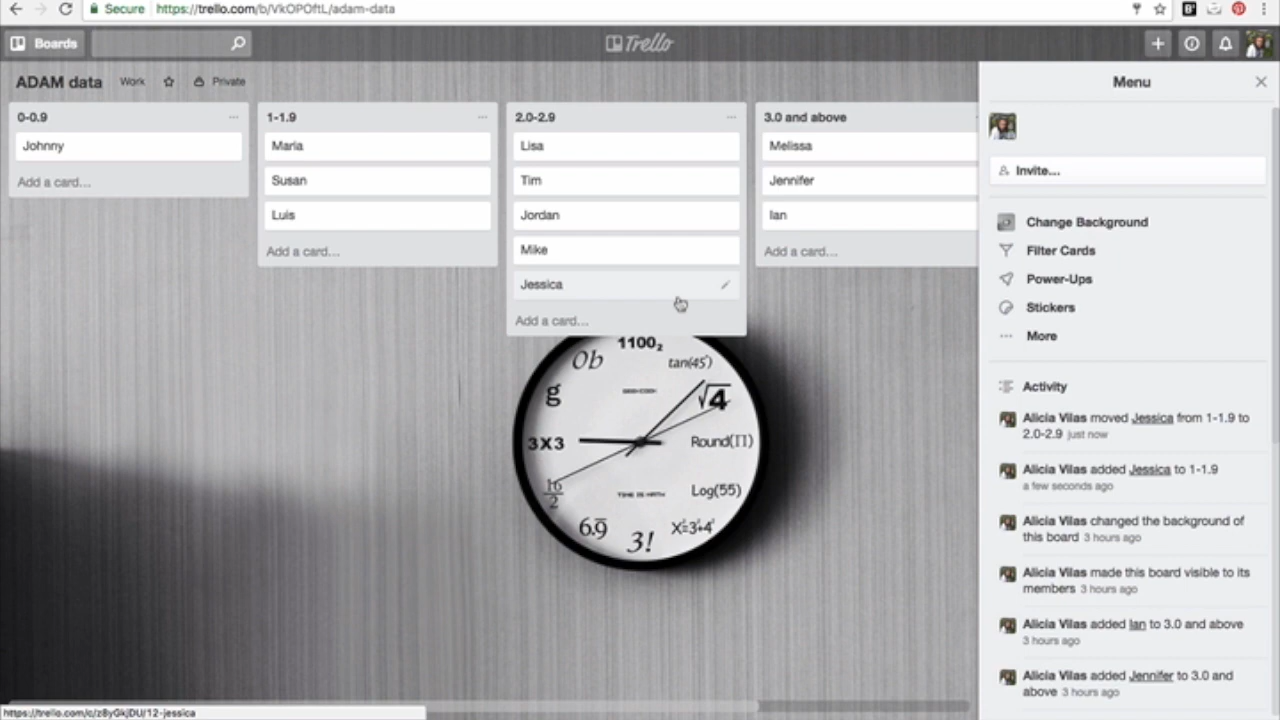 Secure https://trello.com/b/VkOPOftL/adam-data
Boards
Trello
ADAM data Work Private
0-0.9
Johnny
Add a card...
1-1.9
Maria
Susan
Luis
Add a card...
2.0-2.9
Lisa
Tim
Jordan
Mike
Jessica
Add a card...
3.0 and above
Melissa
Jennifer
Ian
Add a card...
1100₂
0b
tan(45°)
g
√4
3X3
Round(Π)
16/2
TIME IS MATH
Log(55)
6.9̅
3!
X²=3²+4²
Menu
Invite...
Change Background
Filter Cards
Power-Ups
Stickers
More
Activity
Alicia Vilas moved Jessica from 1-1.9 to
2.0-2.9 just now
Alicia Vilas added Jessica to 1-1.9
a few seconds ago
Alicia Vilas changed the background of
this board 3 hours ago
Alicia Vilas made this board visible to its
members 3 hours ago
Alicia Vilas added Ian to 3.0 and above
3 hours ago
Alicia Vilas added Jennifer to 3.0 and
above 3 hours ago
https://trello.com/c/z8yGkjDU/12-jessica